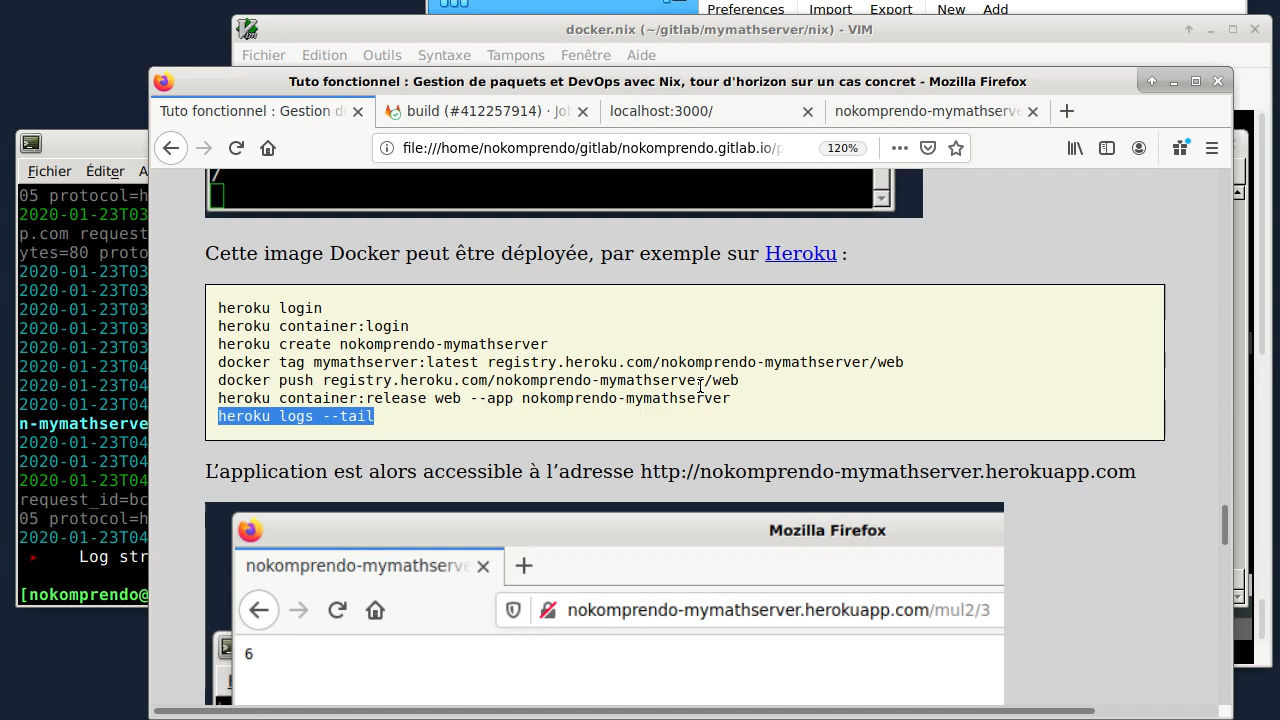 Preferences Import Export New Add
docker.nix (~/gitlab/mymathserver/nix) - VIM
Fichier Edition Outils Syntaxe Tampons Fenêtre Aide
Tuto fonctionnel : Gestion de paquets et DevOps avec Nix, tour d'horizon sur un cas concret - Mozilla Firefox
Tuto fonctionnel : Gestion de build (#412257914) · Job localhost:3000/ nokomprendo-mymathserve
file:///home/nokomprendo/gitlab/nokomprendo.gitlab.io/p 120%
Fichier Éditer A
05 protocol=h
2020-01-23T03
p.com request
ytes=80 proto
2020-01-23T03
2020-01-23T03
2020-01-23T03
2020-01-23T03
2020-01-23T03
2020-01-23T04
n-mymathserve
2020-01-23T04
2020-01-23T04
2020-01-23T04
request_id=bc
05 protocol=h
2020-01-23T04
Log str
[nokomprendo@
/
Cette image Docker peut être déployée, par exemple sur Heroku :
heroku login
heroku container:login
heroku create nokomprendo-mymathserver
docker tag mymathserver:latest registry.heroku.com/nokomprendo-mymathserver/web
docker push registry.heroku.com/nokomprendo-mymathserver/web
heroku container:release web --app nokomprendo-mymathserver
heroku logs --tail
L’application est alors accessible à l’adresse http://nokomprendo-mymathserver.herokuapp.com
Mozilla Firefox
nokomprendo-mymathserve
nokomprendo-mymathserver.herokuapp.com/mul2/3
6